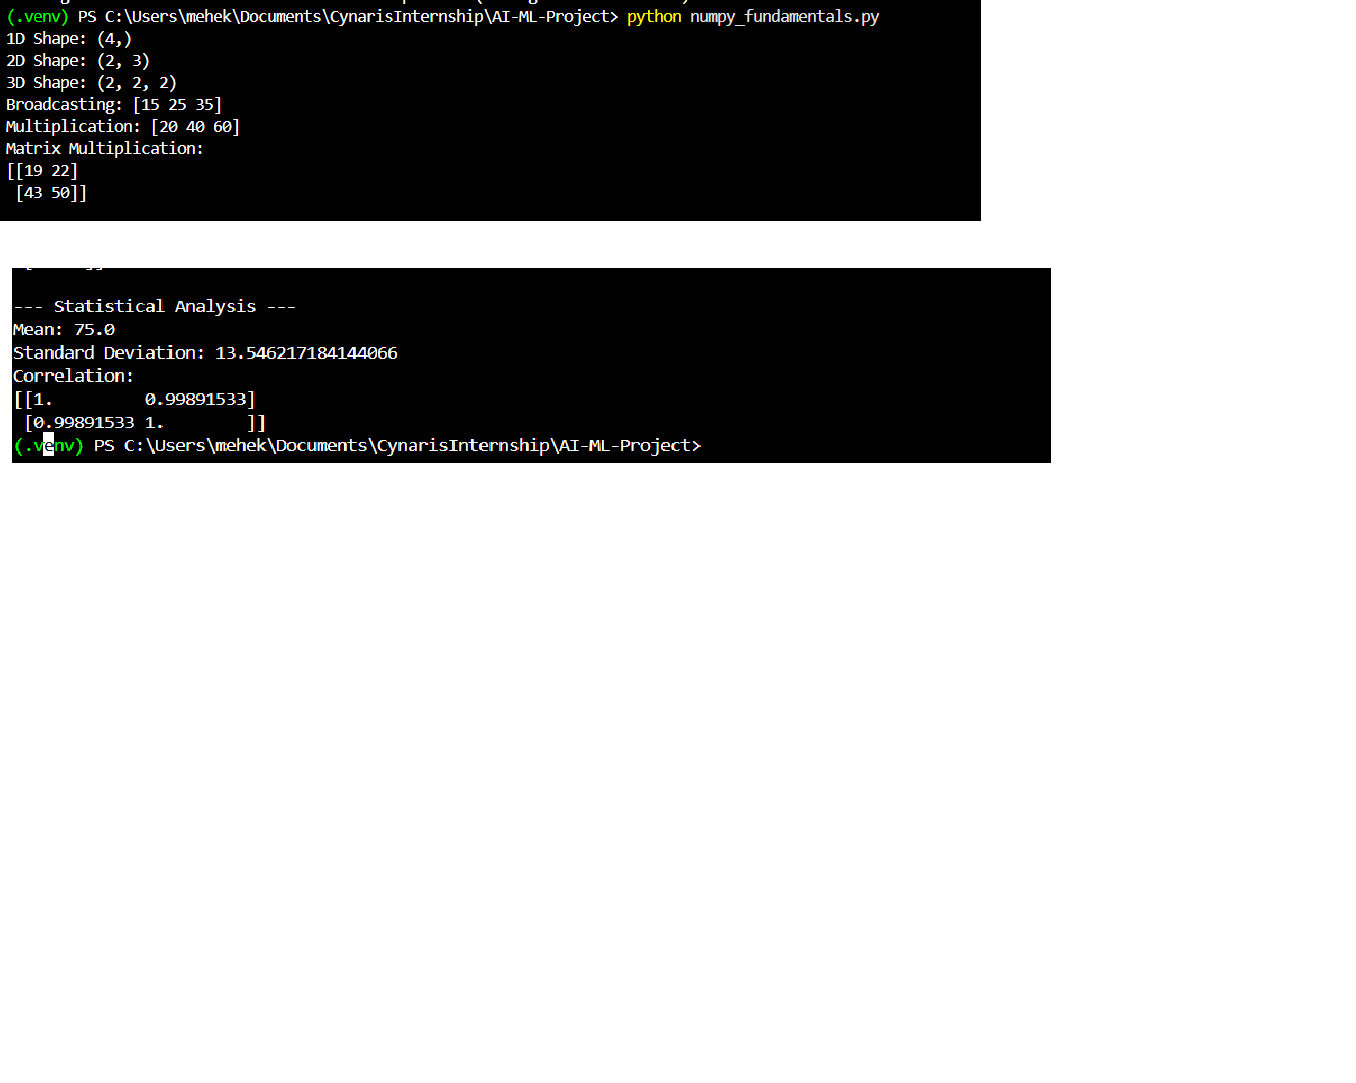 (.venv) PS C:\Users\mehek\Documents\CynarisInternship\AI-ML-Project> python numpy_fundamentals.py
1D Shape: (4,)
2D Shape: (2, 3)
3D Shape: (2, 2, 2)
Broadcasting: [15 25 35]
Multiplication: [20 40 60]
Matrix Multiplication:
[[19 22]
 [43 50]]
--- Statistical Analysis ---
Mean: 75.0
Standard Deviation: 13.546217184144066
Correlation:
[[1.         0.99891533]
 [0.99891533 1.        ]]
(.venv) PS C:\Users\mehek\Documents\CynarisInternship\AI-ML-Project>